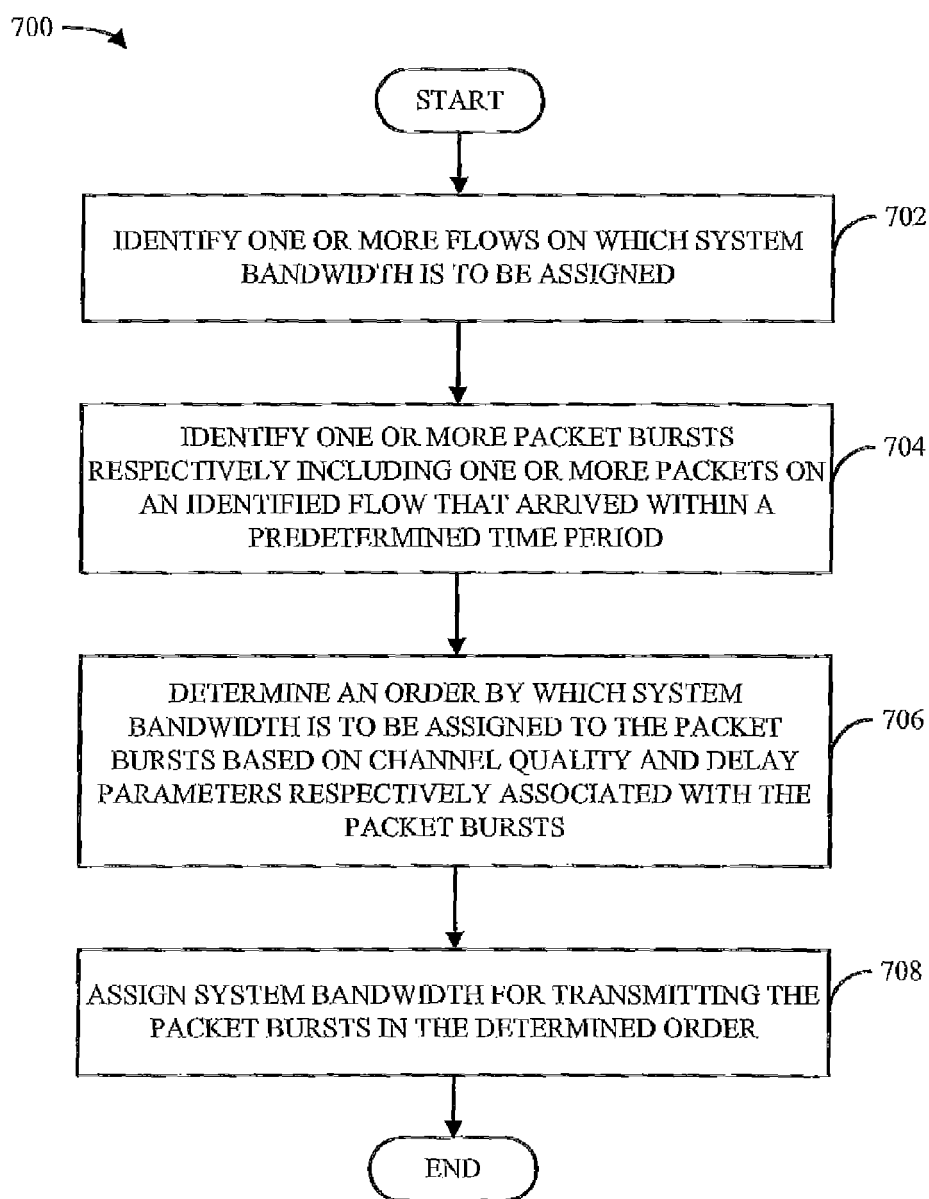 700
START
IDENTIFY ONE OR MORE FLOWS ON WHICH SYSTEM
BANDWIDTH IS TO BE ASSIGNED
702
IDENTIFY ONE OR MORE PACKET BURSTS
RESPECTIVELY INCLUDING ONE OR MORE PACKETS ON
AN IDENTIFIED FLOW THAT ARRIVED WITHIN A
PREDETERMINED TIME PERIOD
704
DETERMINE AN ORDER BY WHICH SYSTEM
BANDWIDTH IS TO BE ASSIGNED TO THE PACKET
BURSTS BASED ON CHANNEL QUALITY AND DELAY
PARAMETERS RESPECTIVELY ASSOCIATED WITH THE
PACKET BURSTS
706
ASSIGN SYSTEM BANDWIDTH FOR TRANSMITTING THE
PACKET BURSTS IN THE DETERMINED ORDER
708
END